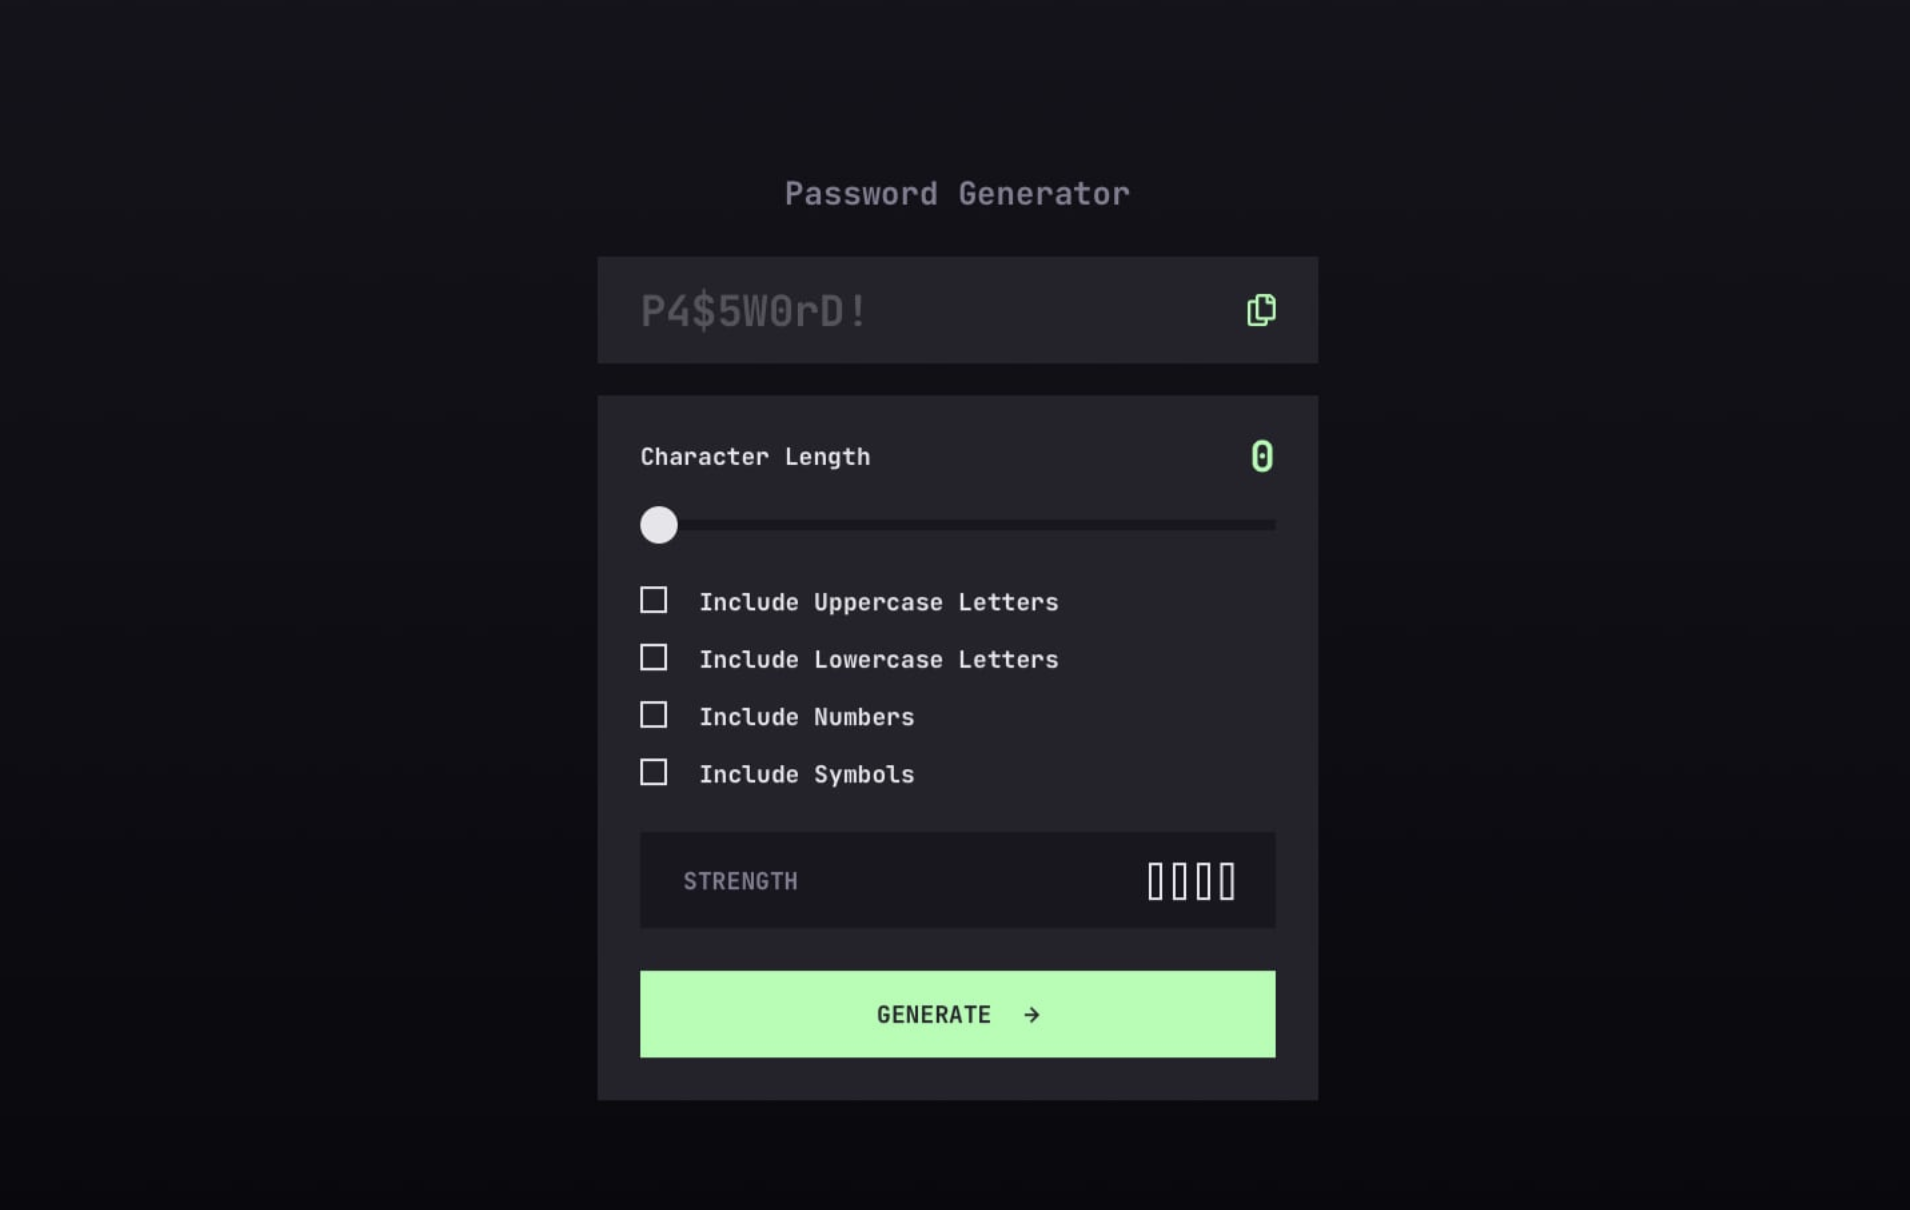 Password Generator
P4$5W0rD!
Character Length 0
Include Uppercase Letters
Include Lowercase Letters
Include Numbers
Include Symbols
STRENGTH
GENERATE →